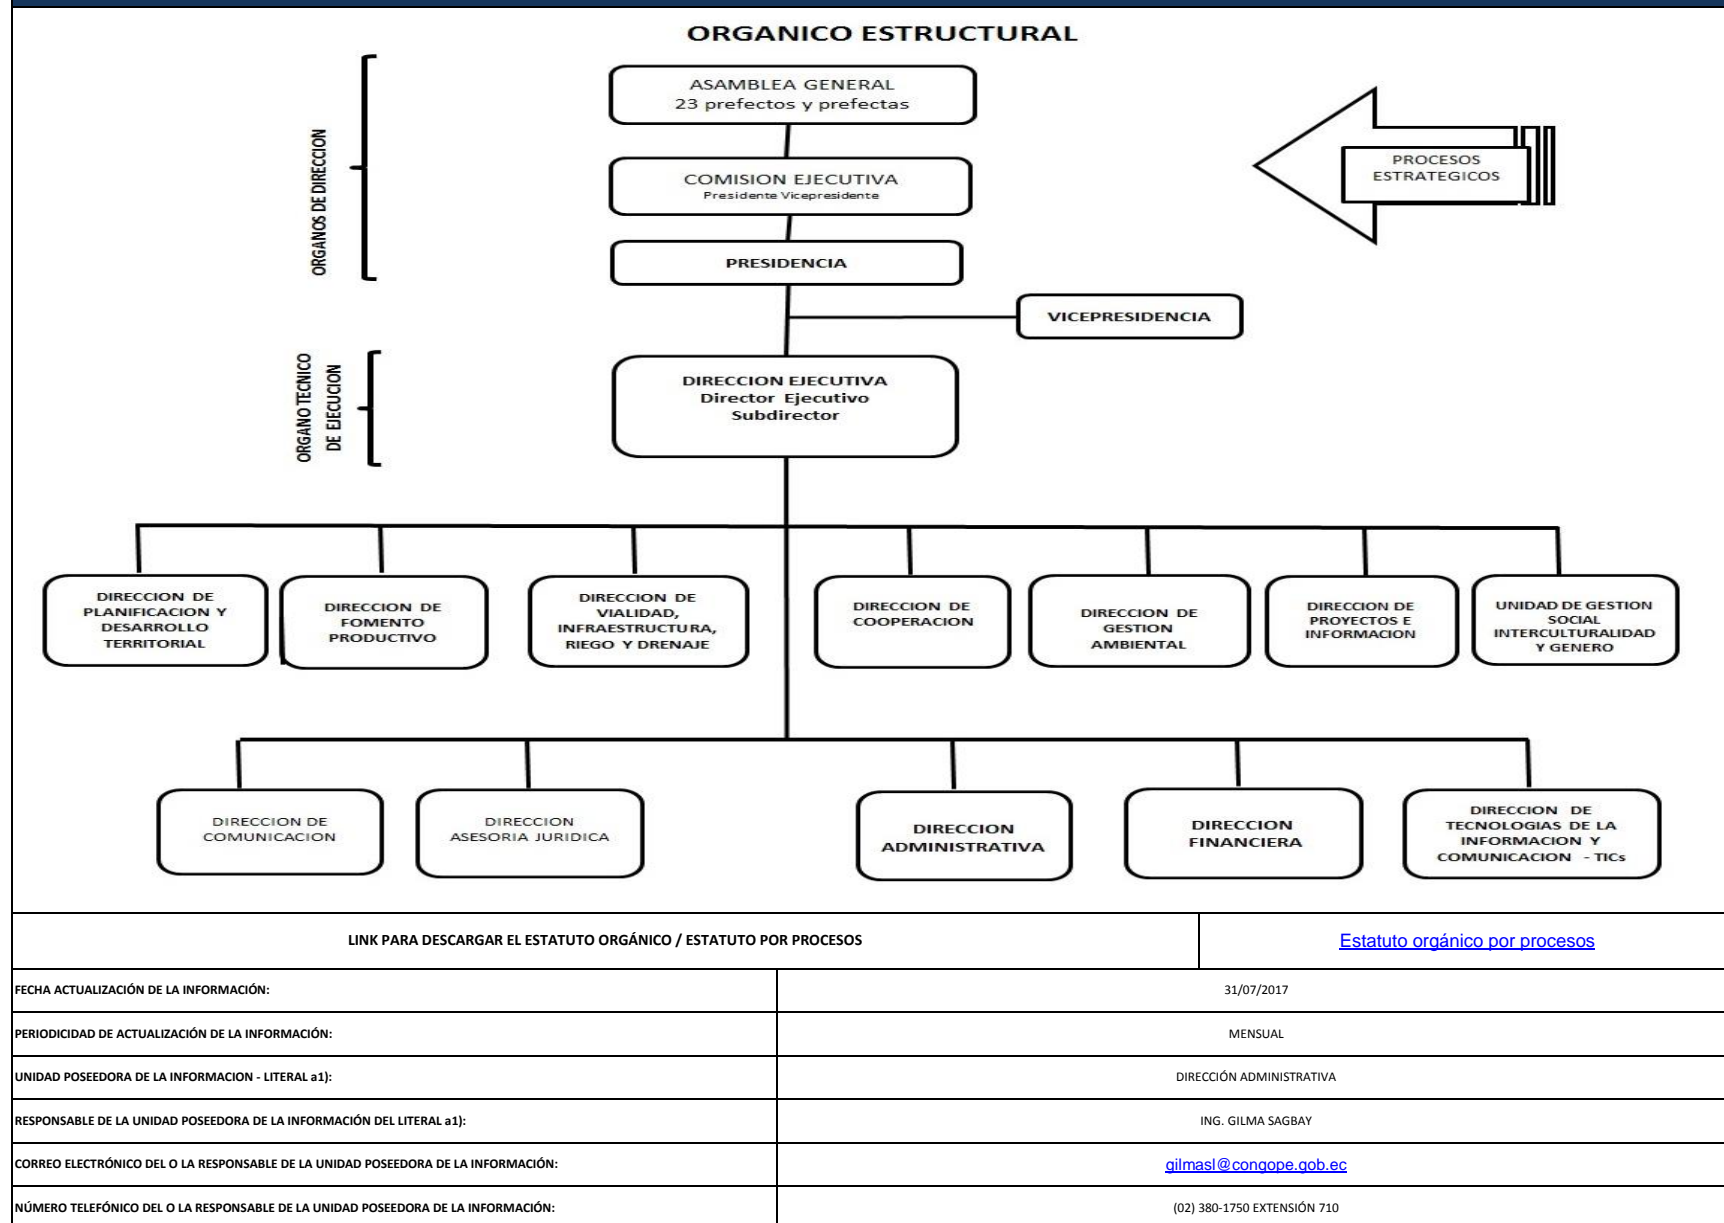 ORGANICO ESTRUCTURAL
ORGANOS DE DIRECCION
ASAMBLEA GENERAL
23 prefectos y prefectas
COMISION EJECUTIVA
Presidente Vicepresidente
PRESIDENCIA
PROCESOS
ESTRATEGICOS
VICEPRESIDENCIA
ORGANO TECNICO
DE EJECUCION
DIRECCION EJECUTIVA
Director Ejecutivo
Subdirector
DIRECCION DE
PLANIFICACION Y
DESARROLLO
TERRITORIAL
DIRECCION DE
FOMENTO
PRODUCTIVO
DIRECCION DE
VIALIDAD,
INFRAESTRUCTURA,
RIEGO Y DRENAJE
DIRECCION DE
COOPERACION
DIRECCION DE
GESTION
AMBIENTAL
DIRECCION DE
PROYECTOS E
INFORMACION
UNIDAD DE GESTION
SOCIAL
INTERCULTURALIDAD
Y GENERO
DIRECCION DE
COMUNICACION
DIRECCION
ASESORIA JURIDICA
DIRECCION
ADMINISTRATIVA
DIRECCION
FINANCIERA
DIRECCION DE
TECNOLOGIAS DE LA
INFORMACION Y
COMUNICACION - TICs
LINK PARA DESCARGAR EL ESTATUTO ORGÁNICO / ESTATUTO POR PROCESOS
Estatuto orgánico por procesos
FECHA ACTUALIZACIÓN DE LA INFORMACIÓN:
31/07/2017
PERIODICIDAD DE ACTUALIZACIÓN DE LA INFORMACIÓN:
MENSUAL
UNIDAD POSEEDORA DE LA INFORMACION - LITERAL a1):
DIRECCIÓN ADMINISTRATIVA
RESPONSABLE DE LA UNIDAD POSEEDORA DE LA INFORMACIÓN DEL LITERAL a1):
ING. GILMA SAGBAY
CORREO ELECTRÓNICO DEL O LA RESPONSABLE DE LA UNIDAD POSEEDORA DE LA INFORMACIÓN:
gilmasl@congope.gob.ec
NÚMERO TELEFÓNICO DEL O LA RESPONSABLE DE LA UNIDAD POSEEDORA DE LA INFORMACIÓN:
(02) 380-1750 EXTENSIÓN 710